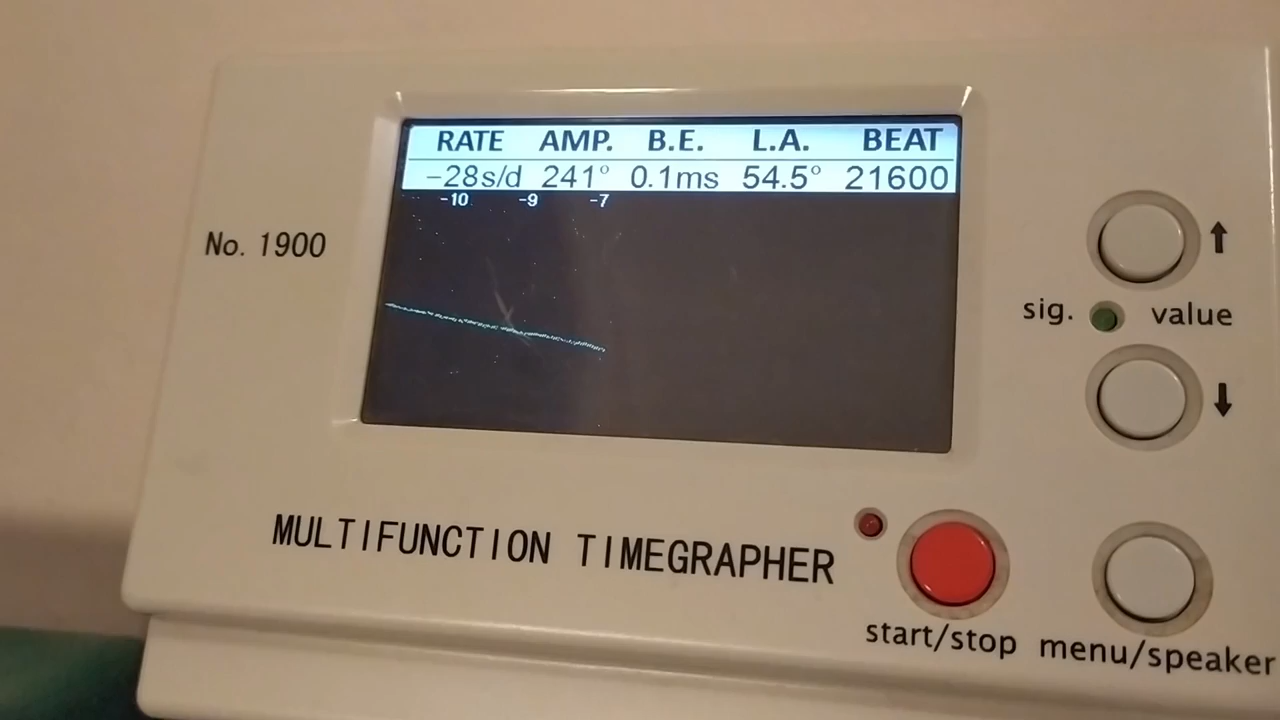 RATE AMP. B.E. L.A. BEAT
-28s/d 241° 0.1ms 54.5° 21600
-10 -9 -7
No. 1900
sig. value
MULTIFUNCTION TIMEGRAPHER
start/stop menu/speaker